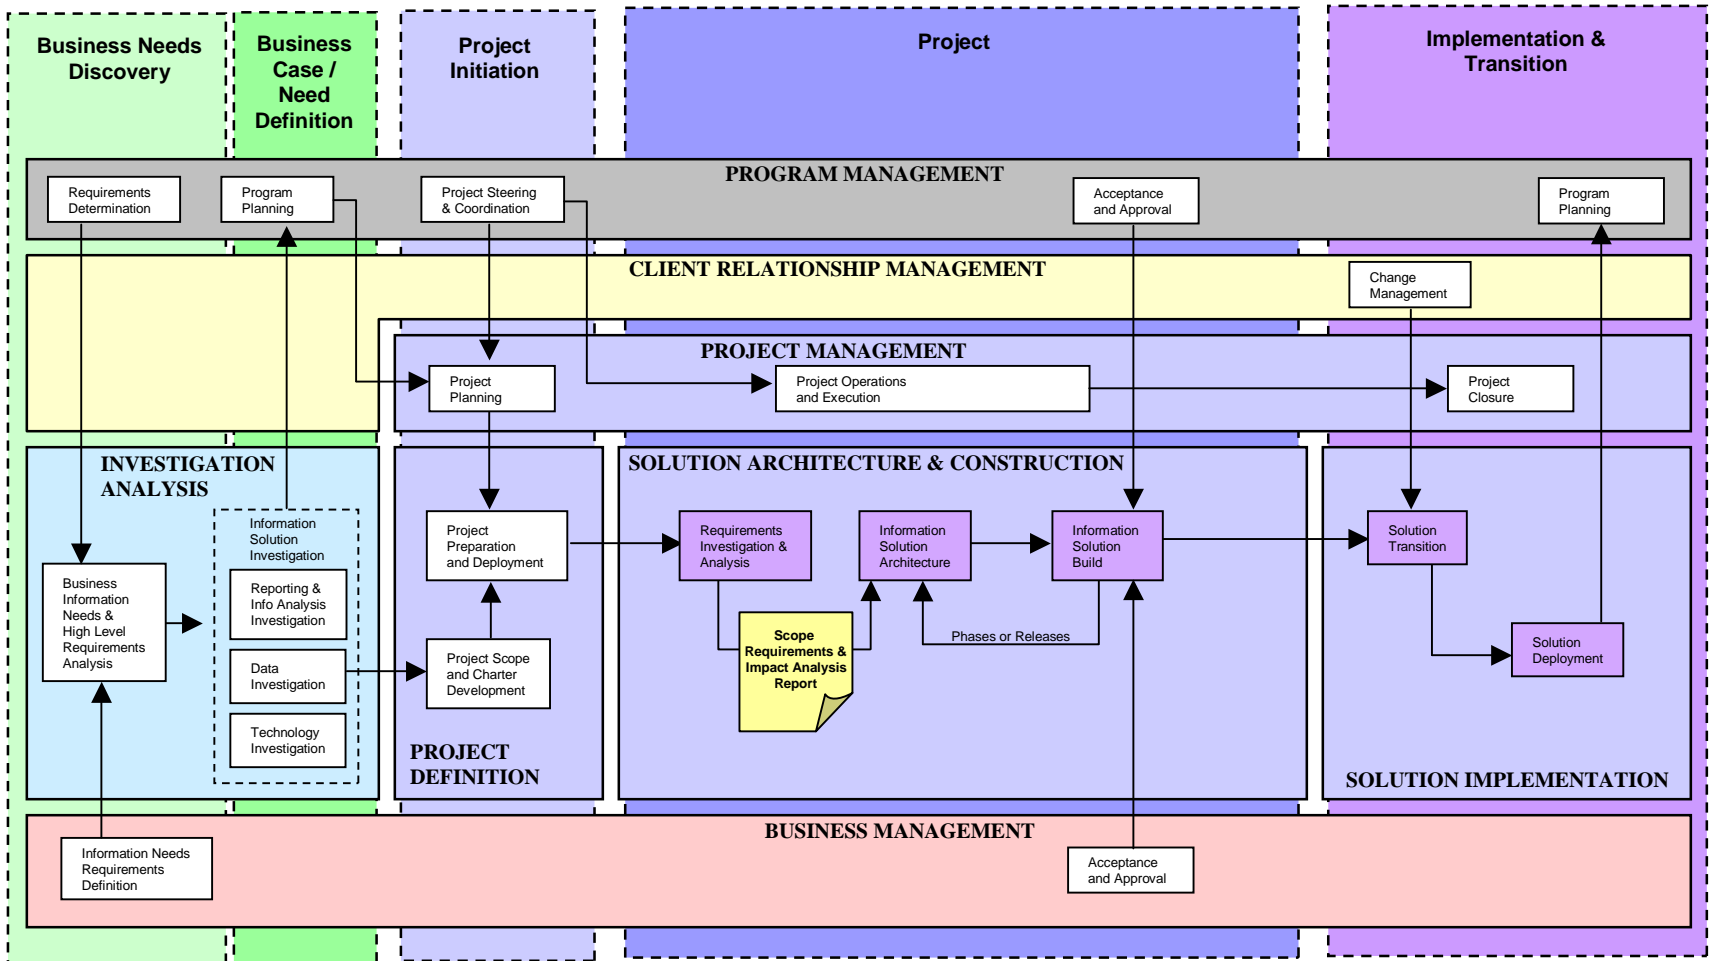 Business Needs
Discovery
Business
Case /
Need
Definition
Project
Initiation
Project
Implementation &
Transition
PROGRAM MANAGEMENT
Requirements
Determination
Program
Planning
Project Steering
& Coordination
Acceptance
and Approval
Program
Planning
CLIENT RELATIONSHIP MANAGEMENT
Change
Management
PROJECT MANAGEMENT
Project
Planning
Project Operations
and Execution
Project
Closure
INVESTIGATION
ANALYSIS
Information
Solution
Investigation
Business
Information
Needs &
High Level
Requirements
Analysis
Reporting &
Info Analysis
Investigation
Data
Investigation
Technology
Investigation
Project
Preparation
and Deployment
Project Scope
and Charter
Development
PROJECT
DEFINITION
SOLUTION ARCHITECTURE & CONSTRUCTION
Requirements
Investigation &
Analysis
Information
Solution
Architecture
Information
Solution
Build
Scope
Requirements &
Impact Analysis
Report
Phases or Releases
Solution
Transition
Solution
Deployment
SOLUTION IMPLEMENTATION
BUSINESS MANAGEMENT
Information Needs
Requirements
Definition
Acceptance
and Approval